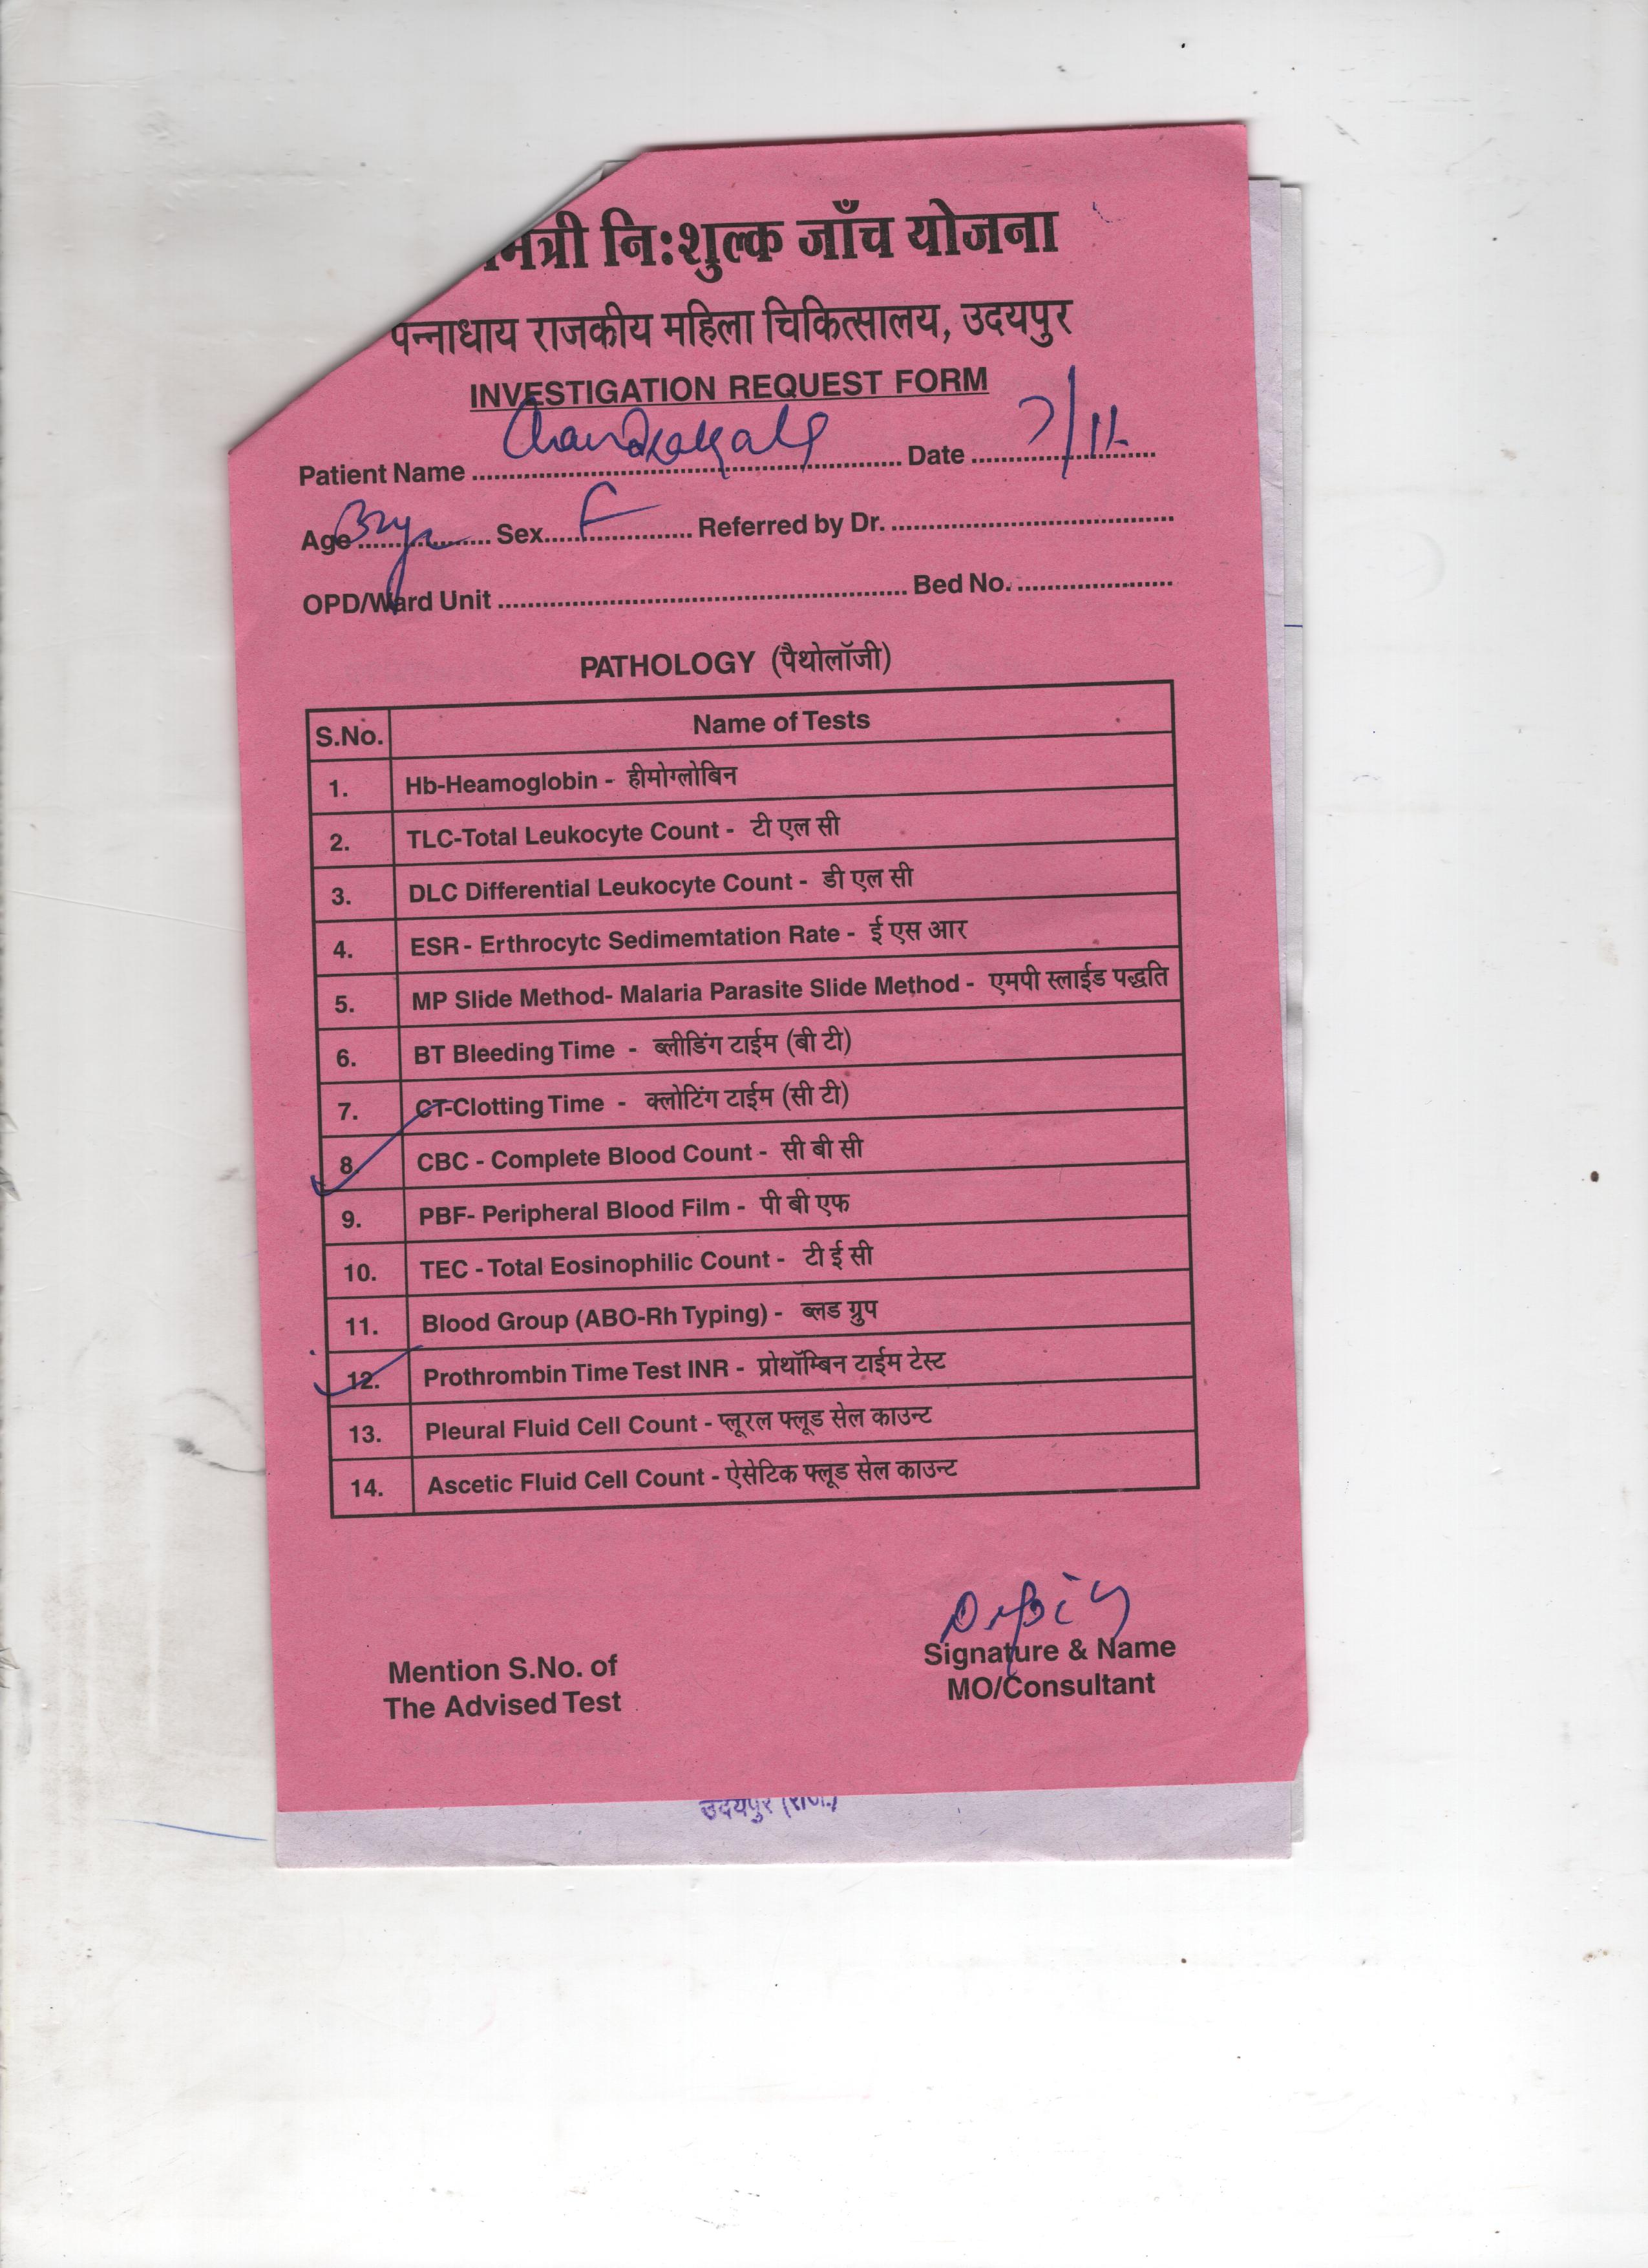 मंत्री नि:शुल्क जाँच योजना
पन्नाधाय राजकीय महिला चिकित्सालय, उदयपुर
INVESTIGATION REQUEST FORM
Patient Name Chandrakala Date 7/11
Age Sex F Referred by Dr.
OPD/Ward Unit Bed No.
PATHOLOGY (पैथोलॉजी)
S.No. Name of Tests
1. Hb-Heamoglobin - हीमोग्लोबिन
2. TLC-Total Leukocyte Count - टी एल सी
3. DLC Differential Leukocyte Count - डी एल सी
4. ESR - Erthrocytc Sedimemtation Rate - ई एस आर
5. MP Slide Method- Malaria Parasite Slide Method - एमपी स्लाईड पद्धति
6. BT Bleeding Time - ब्लीडिंग टाईम (बी टी)
7. CT-Clotting Time - क्लोटिंग टाईम (सी टी)
8. CBC - Complete Blood Count - सी बी सी
9. PBF- Peripheral Blood Film - पी बी एफ
10. TEC - Total Eosinophilic Count - टी ई सी
11. Blood Group (ABO-Rh Typing) - ब्लड ग्रुप
12. Prothrombin Time Test INR - प्रोथॉम्बिन टाईम टेस्ट
13. Pleural Fluid Cell Count - प्लूरल फ्लूड सेल काउन्ट
14. Ascetic Fluid Cell Count - ऐसेटिक फ्लूड सेल काउन्ट
Mention S.No. of
The Advised Test
Signature & Name
MO/Consultant
उदयपुर (राज.)